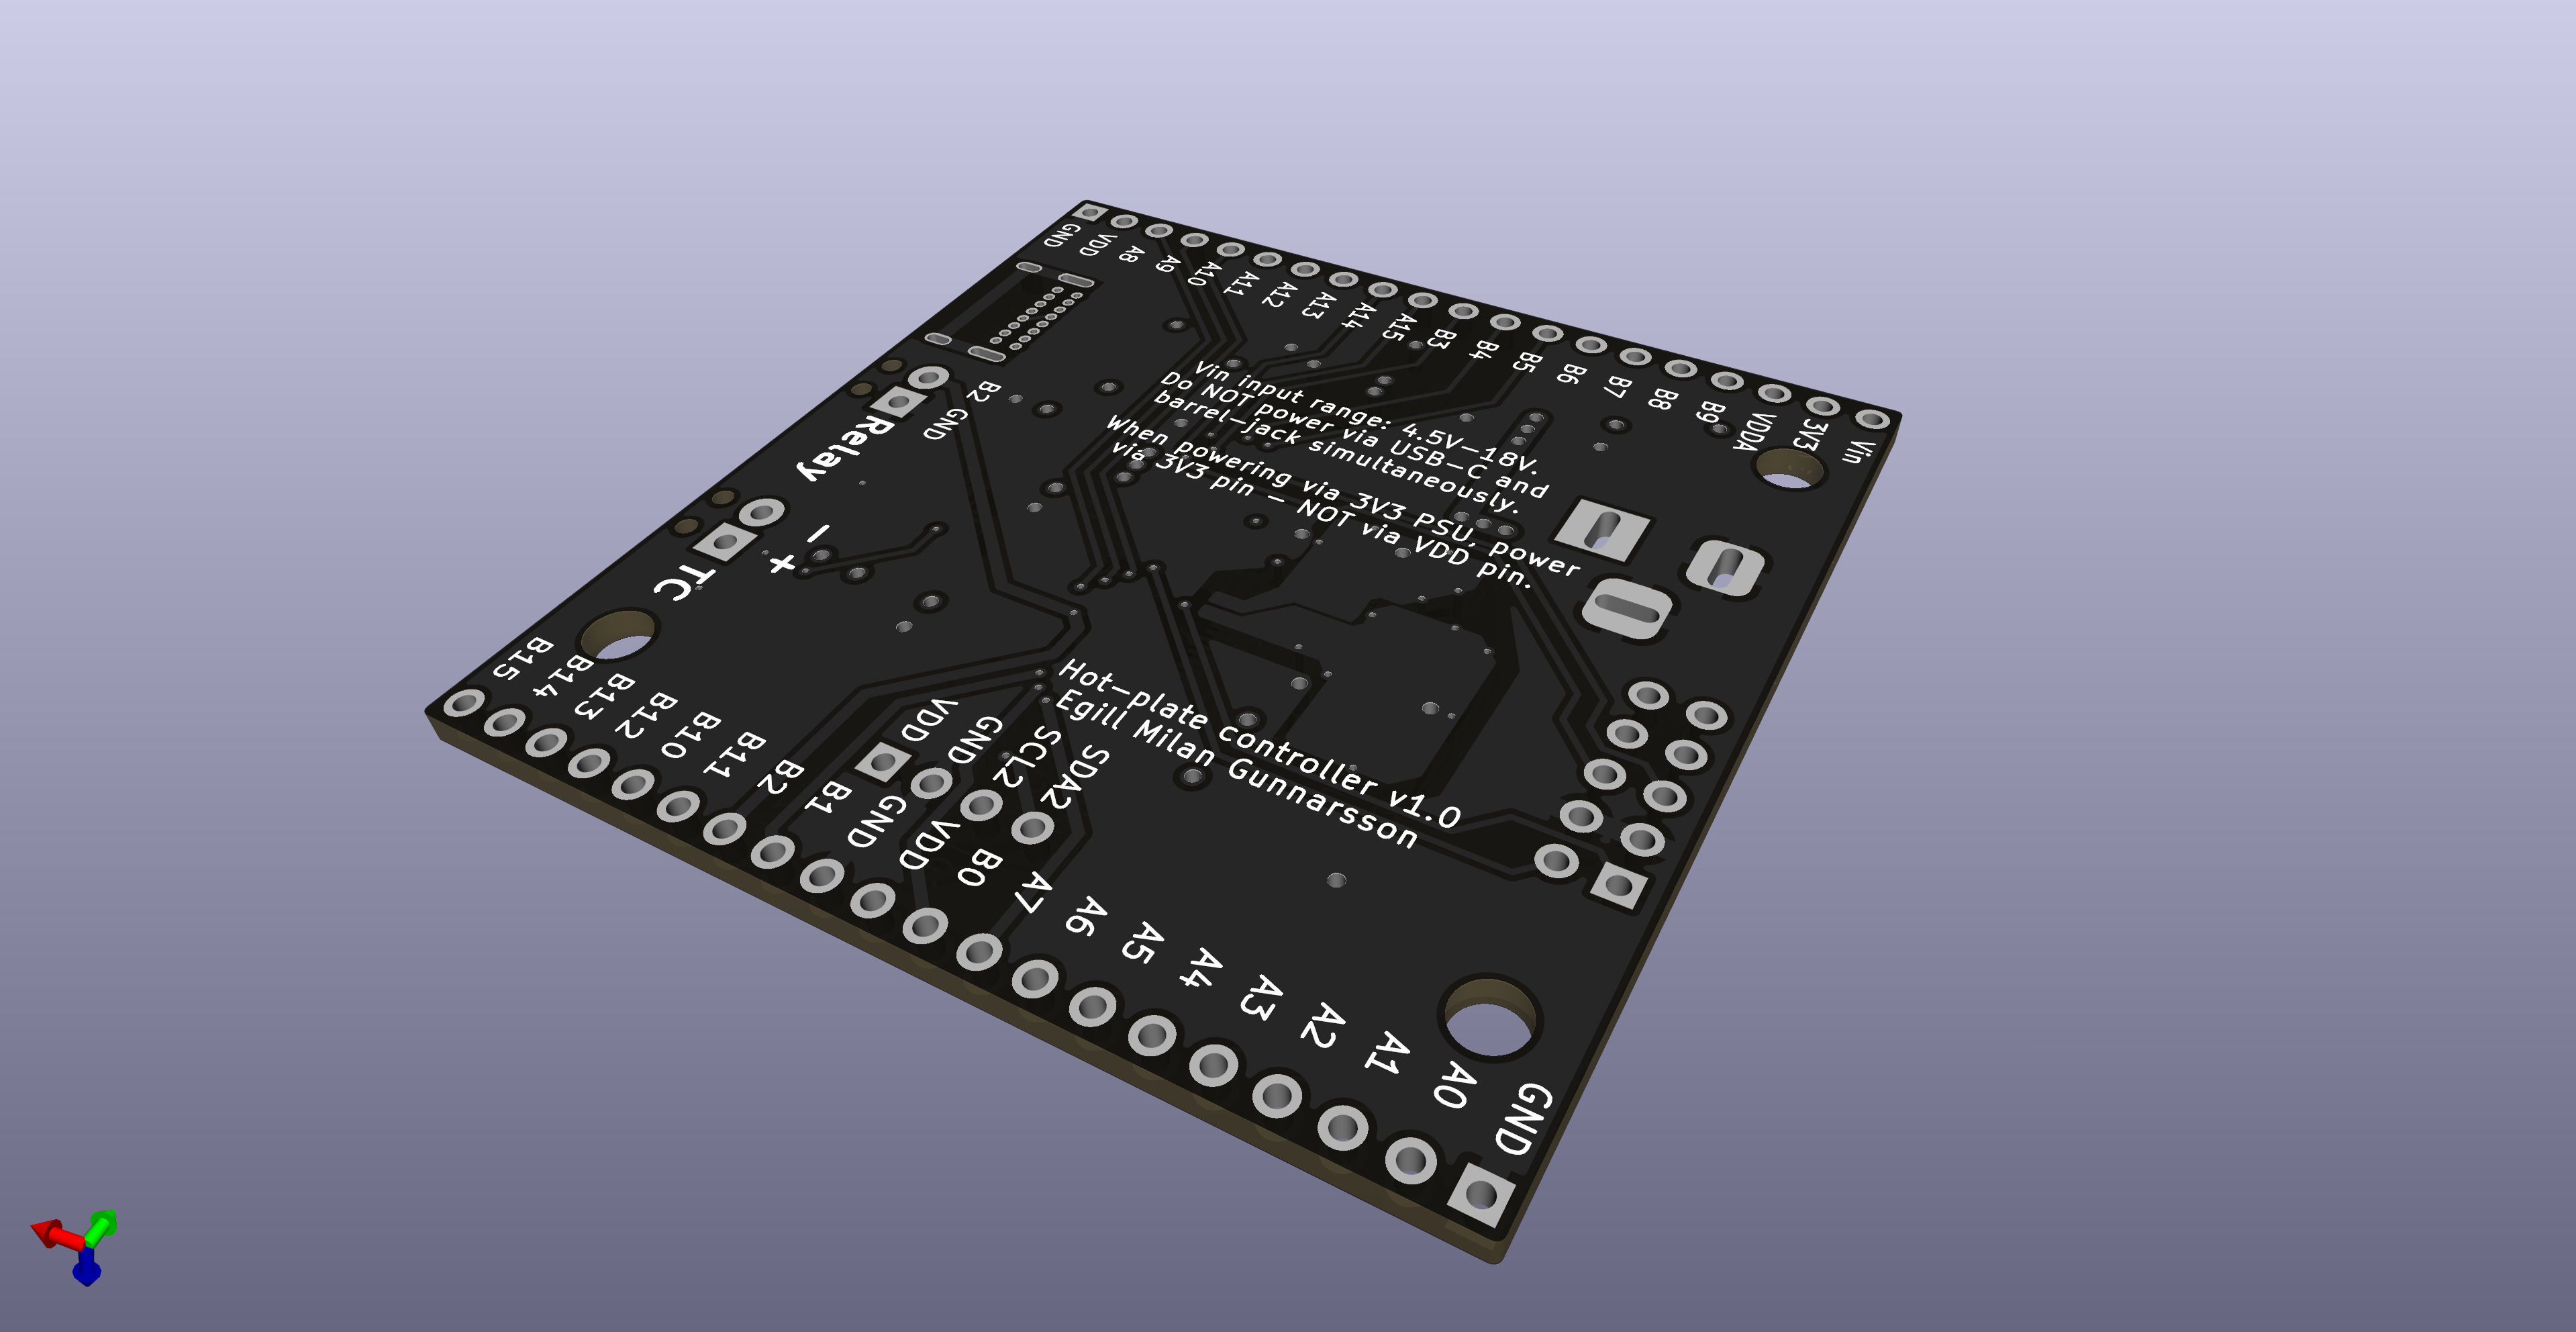 GND
VDD
A8
A9
A10
A11
A12
A13
A14
A15
B3
B4
B5
B6
B7
B8
B9
VDDA
3V3
Vin
Vin input range: 4.5V-18V.
Do NOT power via USB-C and
barrel-jack simultaneously.
When powering via 3V3 PSU, power
via 3V3 pin - NOT via VDD pin.
B2
GND
Relay
-
+
TC
Hot-plate controller v1.0
Egill Milan Gunnarsson
VDD
GND
SCL2
SDA2
B15
B14
B13
B12
B10
B11
B2
B1
GND
VDD
B0
A7
A6
A5
A4
A3
A2
A1
A0
GND